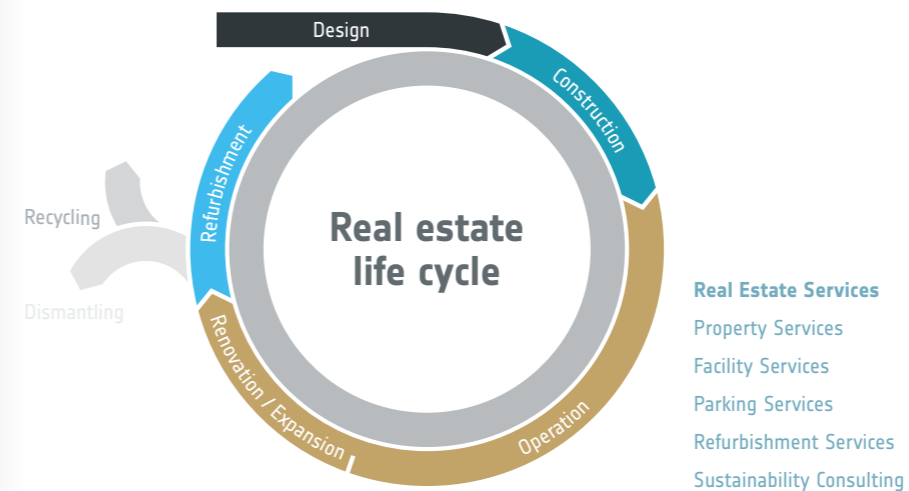 Design
Construction
Refurbishment
Recycling
Real estate
life cycle
Dismantling
Renovation / Expansion
Operation
Real Estate Services
Property Services
Facility Services
Parking Services
Refurbishment Services
Sustainability Consulting